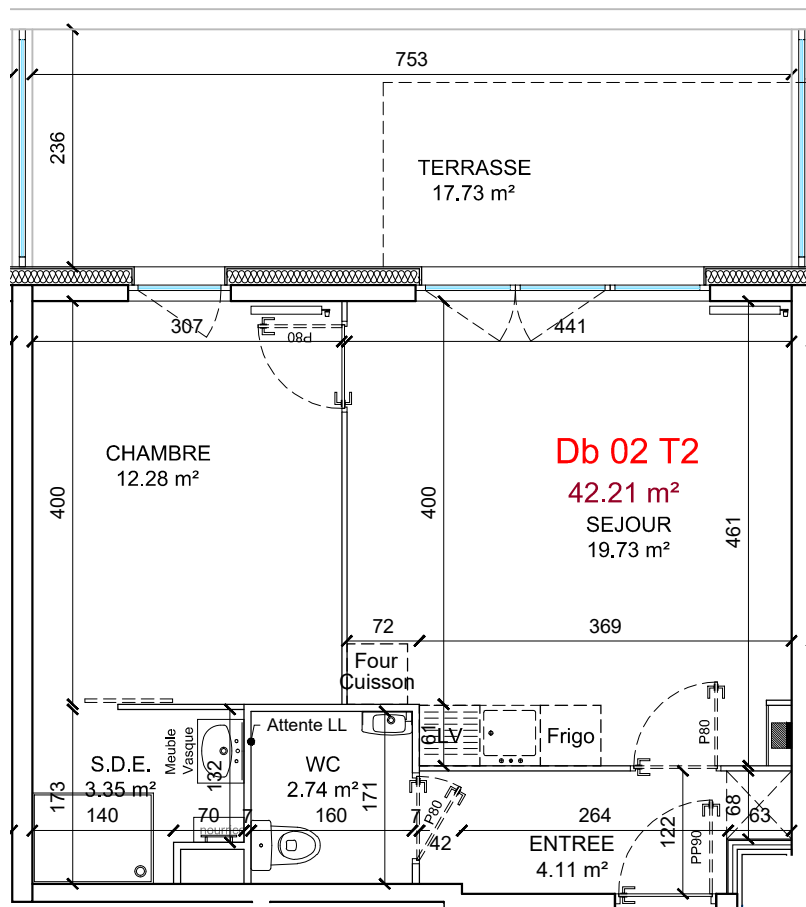 753
236
TERRASSE
17.73 m²
307
441
P80
CHAMBRE
12.28 m²
Db 02 T2
42.21 m²
SEJOUR
19.73 m²
400
400
461
72
369
Four
Cuisson
LV
61
Frigo
P80
Meuble
Vasque
Attente LL
S.D.E.
3.35 m²
132
WC
2.74 m²
173
171
P80
140
70
7
160
7
42
264
122
68
63
ENTREE
4.11 m²
PP90